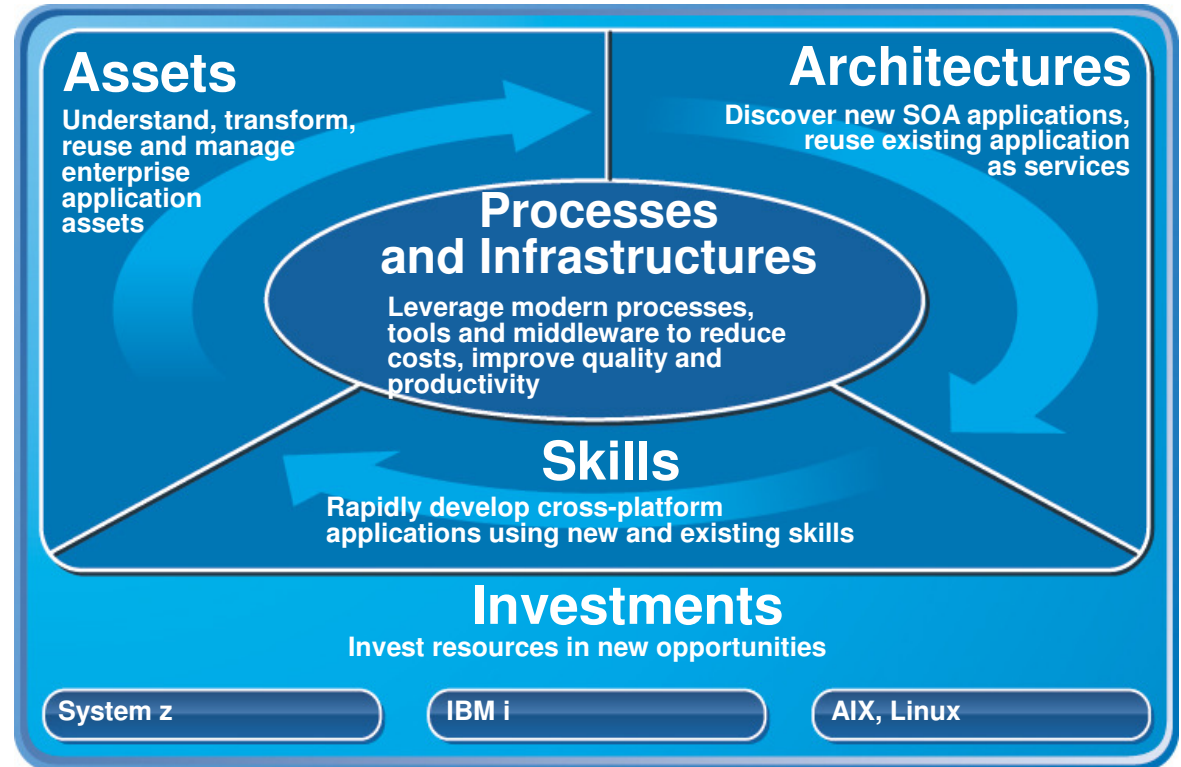 Assets
Understand, transform,
reuse and manage
enterprise
application
assets
Architectures
Discover new SOA applications,
reuse existing application
as services
Processes
and Infrastructures
Leverage modern processes,
tools and middleware to reduce
costs, improve quality and
productivity
Skills
Rapidly develop cross-platform
applications using new and existing skills
Investments
Invest resources in new opportunities
System z
IBM i
AIX, Linux